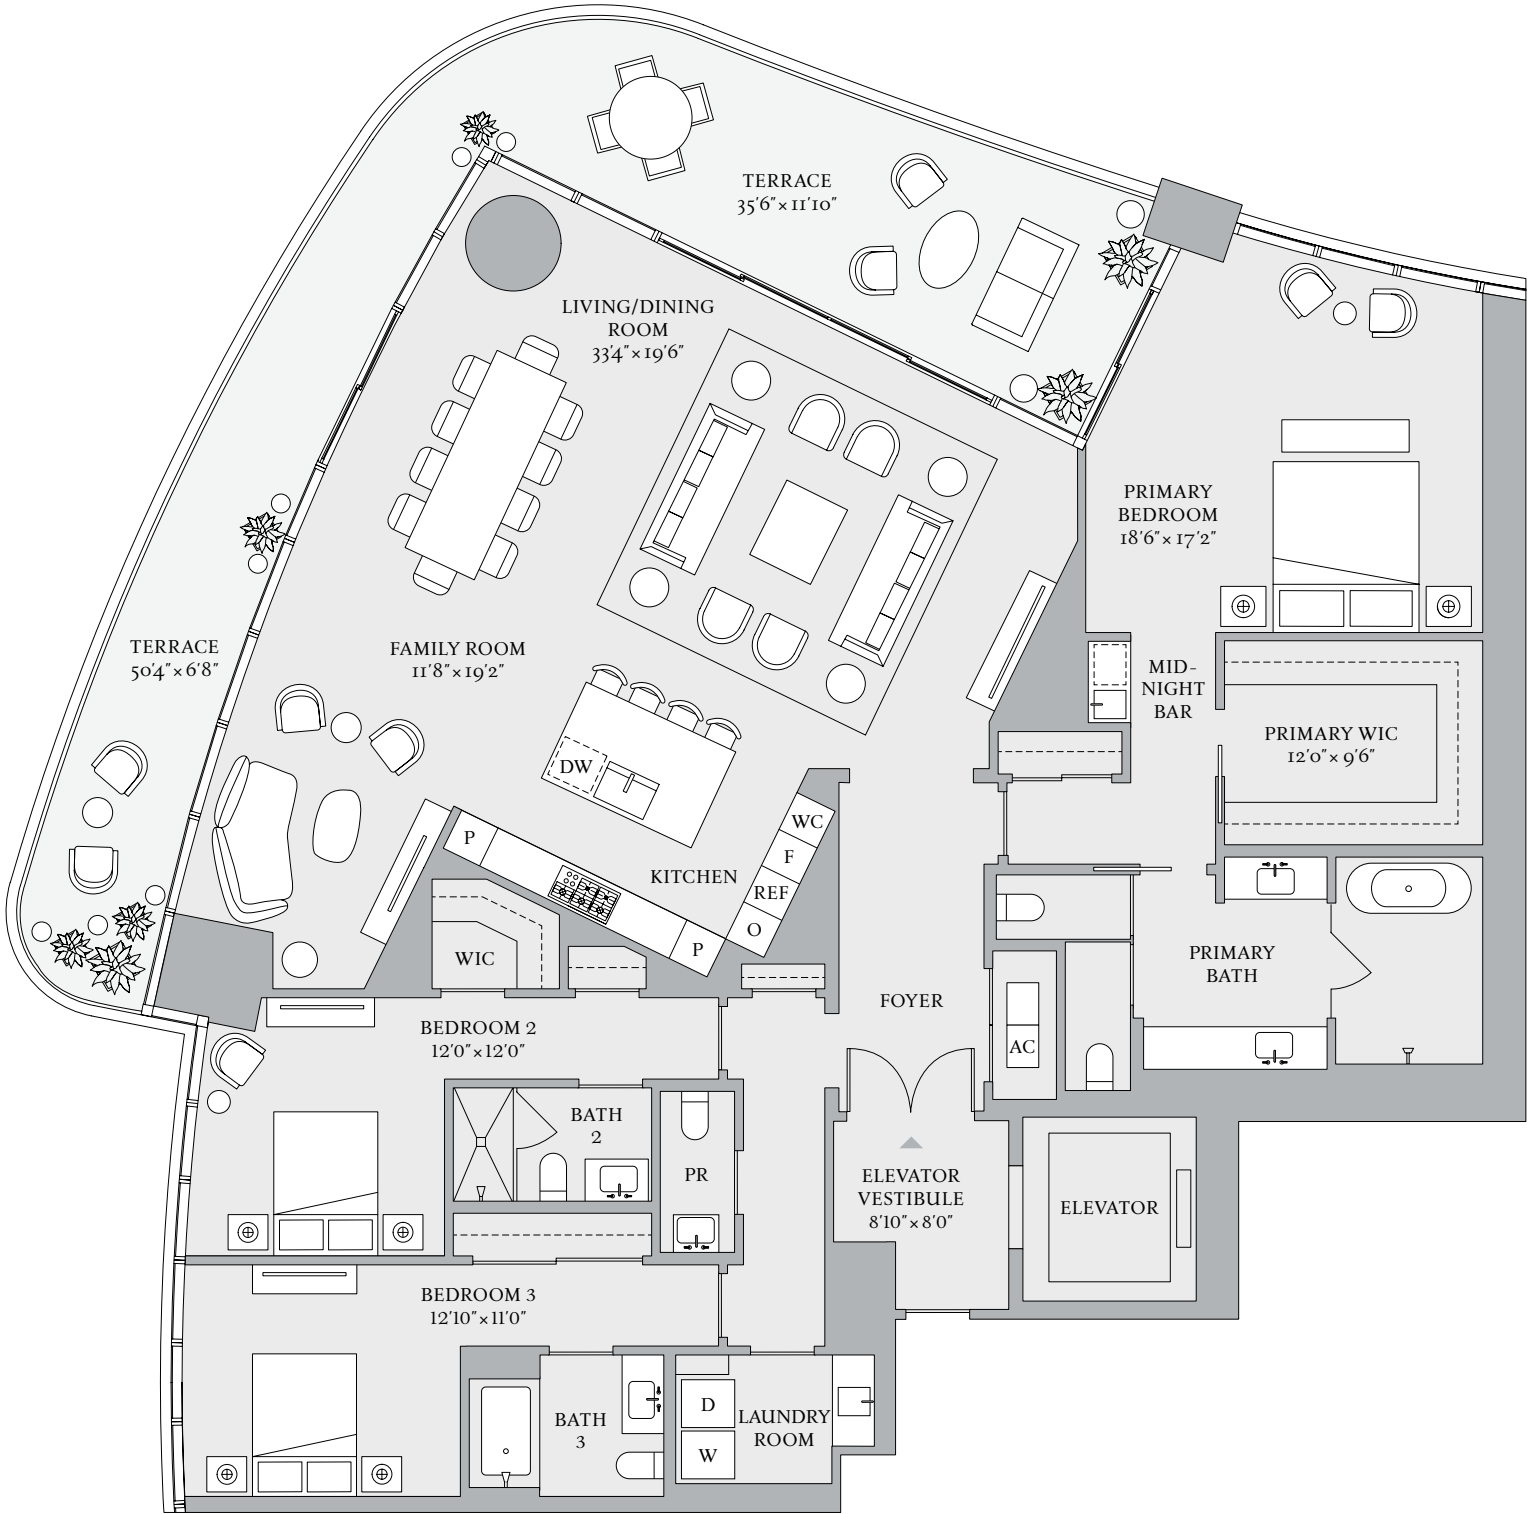 TERRACE
35'6"×11'10"
LIVING/DINING
ROOM
33'4"×19'6"
PRIMARY
BEDROOM
18'6"×17'2"
TERRACE
50'4"×6'8"
FAMILY ROOM
11'8"×19'2"
MID-
NIGHT
BAR
PRIMARY WIC
12'0"×9'6"
DW
P
WC
F
REF
O
P
KITCHEN
WIC
PRIMARY
BATH
FOYER
AC
BEDROOM 2
12'0"×12'0"
BATH
2
PR
ELEVATOR
VESTIBULE
8'10"×8'0"
ELEVATOR
BEDROOM 3
12'10"×11'0"
BATH
3
D
W
LAUNDRY
ROOM